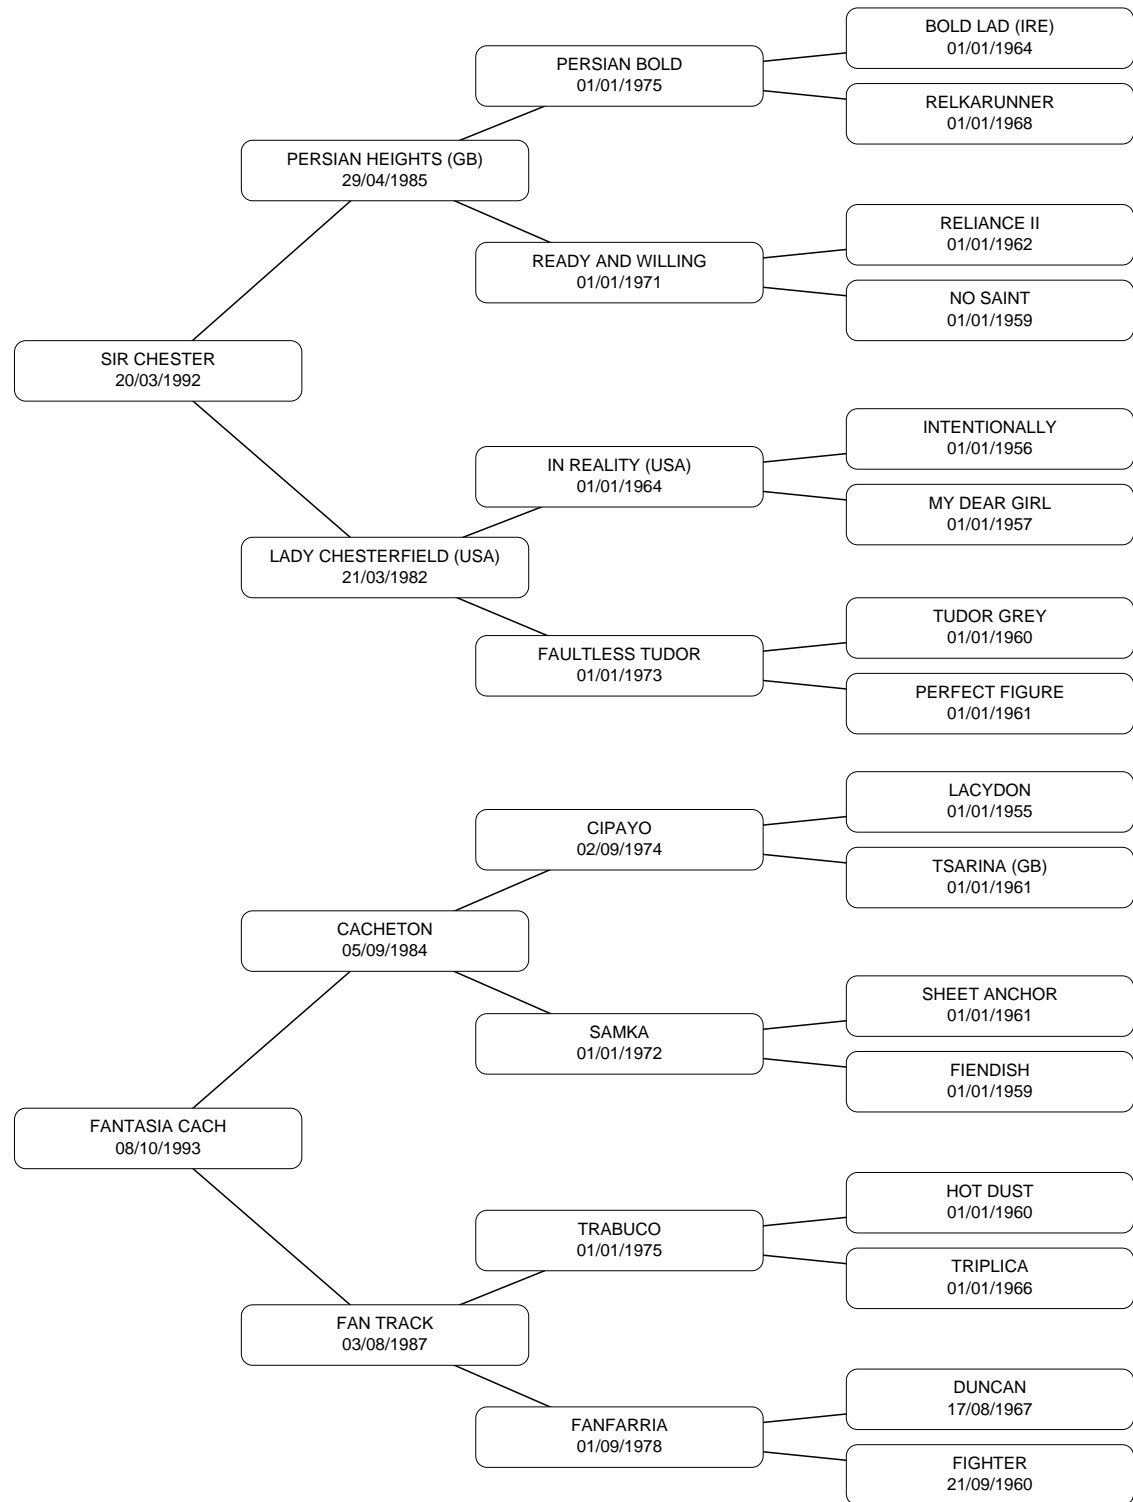 BOLD LAD (IRE)
01/01/1964
PERSIAN BOLD
01/01/1975
RELKARUNNER
01/01/1968
PERSIAN HEIGHTS (GB)
29/04/1985
RELIANCE II
01/01/1962
READY AND WILLING
01/01/1971
NO SAINT
01/01/1959
SIR CHESTER
20/03/1992
INTENTIONALLY
01/01/1956
IN REALITY (USA)
01/01/1964
MY DEAR GIRL
01/01/1957
LADY CHESTERFIELD (USA)
21/03/1982
TUDOR GREY
01/01/1960
FAULTLESS TUDOR
01/01/1973
PERFECT FIGURE
01/01/1961
LACYDON
01/01/1955
CIPAYO
02/09/1974
TSARINA (GB)
01/01/1961
CACHETON
05/09/1984
SHEET ANCHOR
01/01/1961
SAMKA
01/01/1972
FIENDISH
01/01/1959
FANTASIA CACH
08/10/1993
HOT DUST
01/01/1960
TRABUCO
01/01/1975
TRIPLICA
01/01/1966
FAN TRACK
03/08/1987
DUNCAN
17/08/1967
FANFARRIA
01/09/1978
FIGHTER
21/09/1960